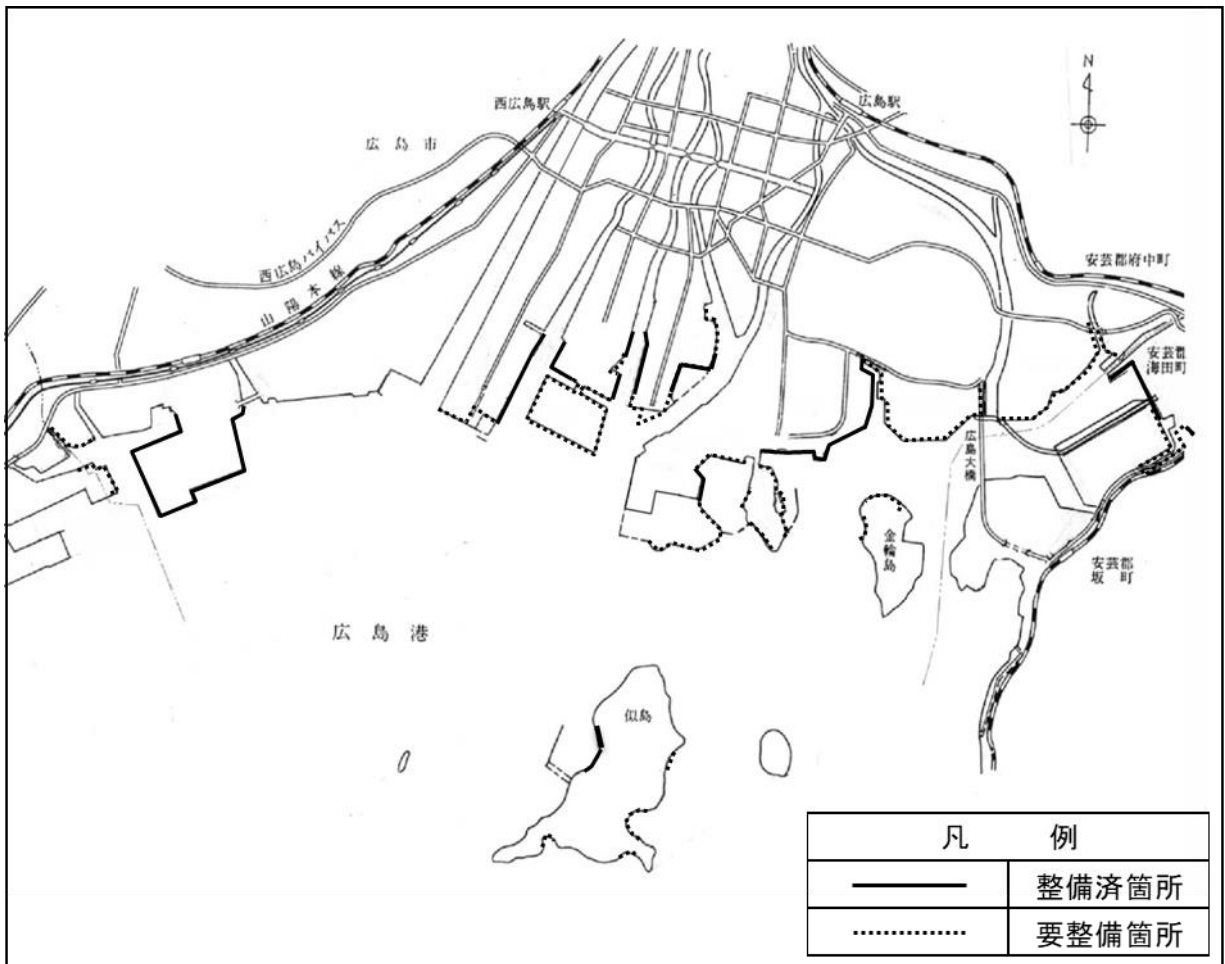 N
西広島駅
広島駅
広島市
西広島バイパス
山陽本線
安芸郡府中町
安芸郡
海田町
広島大橋
金輪島
安芸郡
坂町
広島港
似島
凡例
整備済箇所
要整備箇所